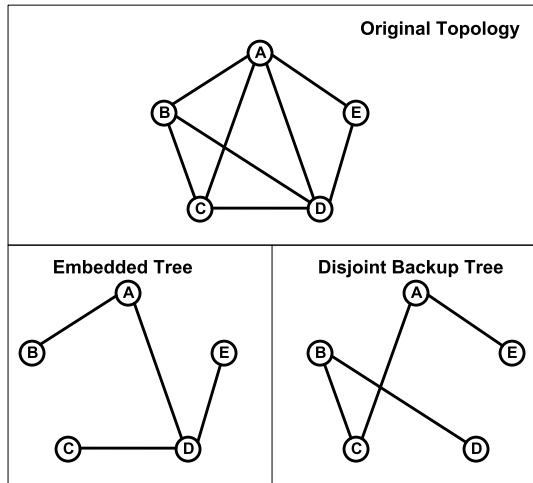 Original Topology
A
B
E
C
D
Embedded Tree
A
B
E
C
D
Disjoint Backup Tree
A
B
E
C
D